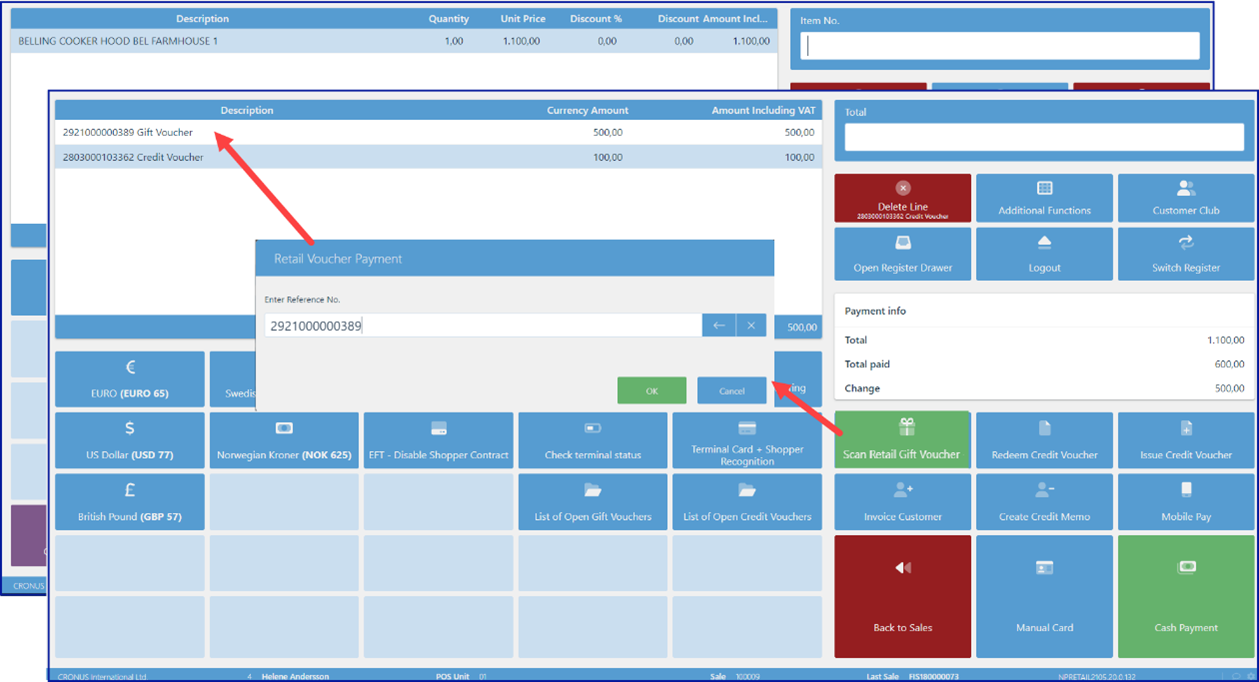 Description Quantity Unit Price Discount % Discount Amount Incl...
BELLING COOKER HOOD BEL FARMHOUSE 1 1,00 1.100,00 0,00 0,00 1.100,00
Item No.
Description Currency Amount Amount Including VAT
2921000000389 Gift Voucher 500,00 500,00
2803000103362 Credit Voucher 100,00 100,00
Total
Delete Line
2803000103362 Credit Voucher
Additional Functions
Customer Club
Open Register Drawer
Logout
Switch Register
Retail Voucher Payment
Enter Reference No.
2921000000389
OK
Cancel
500,00
Payment info
Total 1.100,00
Total paid 600,00
Change 500,00
EURO (EURO 65)
Swedis
ing
US Dollar (USD 77)
Norwegian Kroner (NOK 625)
EFT - Disable Shopper Contract
Check terminal status
Terminal Card + Shopper
Recognition
Scan Retail Gift Voucher
Redeem Credit Voucher
Issue Credit Voucher
British Pound (GBP 57)
List of Open Gift Vouchers
List of Open Credit Vouchers
Invoice Customer
Create Credit Memo
Mobile Pay
Back to Sales
Manual Card
Cash Payment
CRONUS
CRONUS International Ltd. 4 Helene Andersson POS Unit 01 Sale 100009 Last Sale FIS180000073 NPRETAIL2105.20.0.132